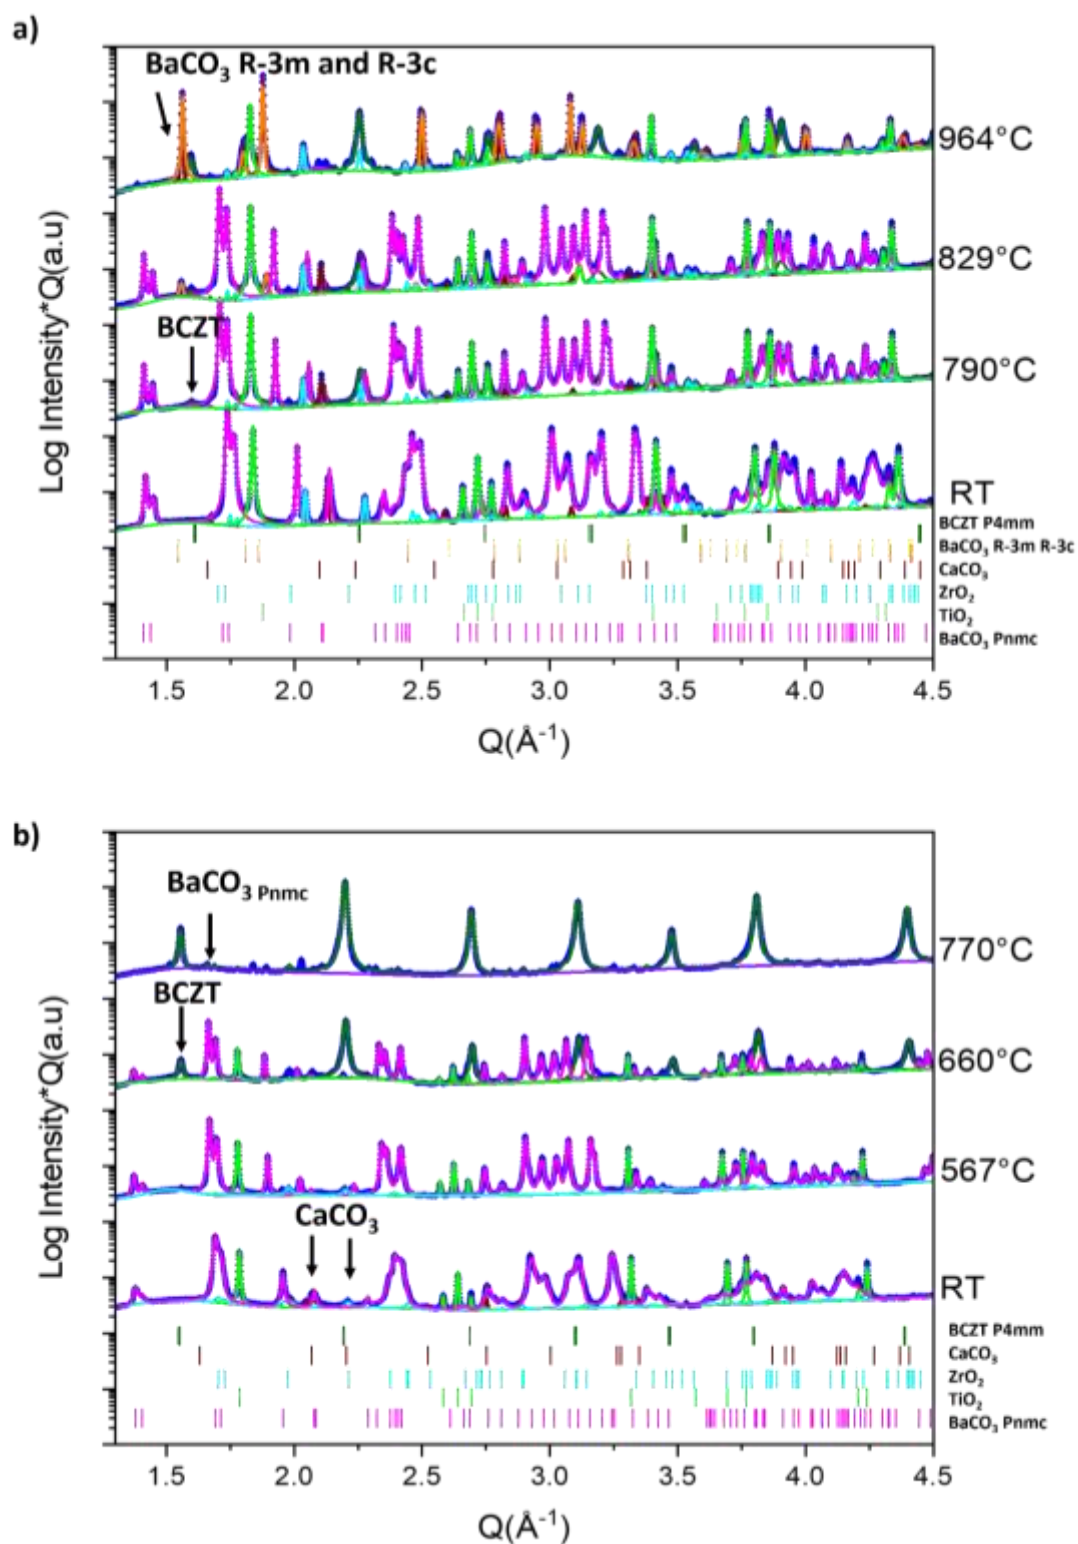 a)
BaCO3 R-3m and R-3c
964°C
829°C
BCZT
790°C
RT
BCZT P4mm
BaCO3 R-3m R-3c
CaCO3
ZrO2
TiO2
BaCO3 Pnmc
Log Intensity*Q(a.u)
1.5 2.0 2.5 3.0 3.5 4.0 4.5
Q(Å-1)
b)
BaCO3 Pnmc
770°C
BCZT
660°C
567°C
CaCO3
RT
BCZT P4mm
CaCO3
ZrO2
TiO2
BaCO3 Pnmc
Log Intensity*Q(a.u)
1.5 2.0 2.5 3.0 3.5 4.0 4.5
Q(Å-1)